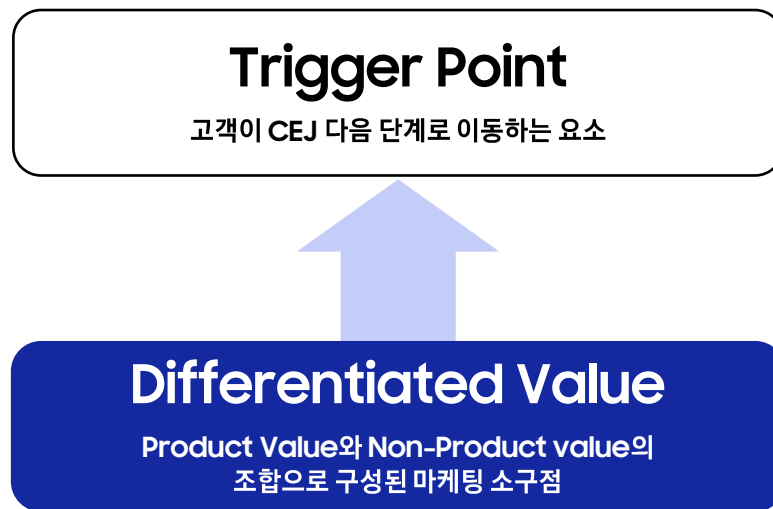 Trigger Point
고객이 CEJ 다음 단계로 이동하는 요소
Differentiated Value
Product Value와 Non-Product value의
조합으로 구성된 마케팅 소구점